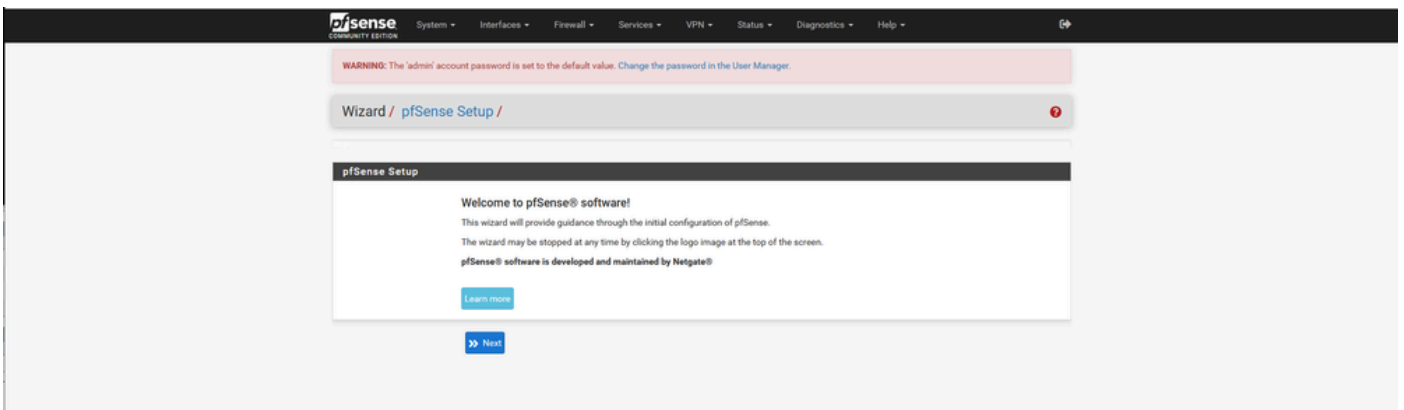 pfsense System Interfaces Firewall Services VPN Status Diagnostics Help
COMMUNITY EDITION
WARNING: The 'admin' account password is set to the default value. Change the password in the User Manager.
Wizard / pfSense Setup /
pfSense Setup
Welcome to pfSense® software!
This wizard will provide guidance through the initial configuration of pfSense.
The wizard may be stopped at any time by clicking the logo image at the top of the screen.
pfSense® software is developed and maintained by Netgate®
Learn more
Next